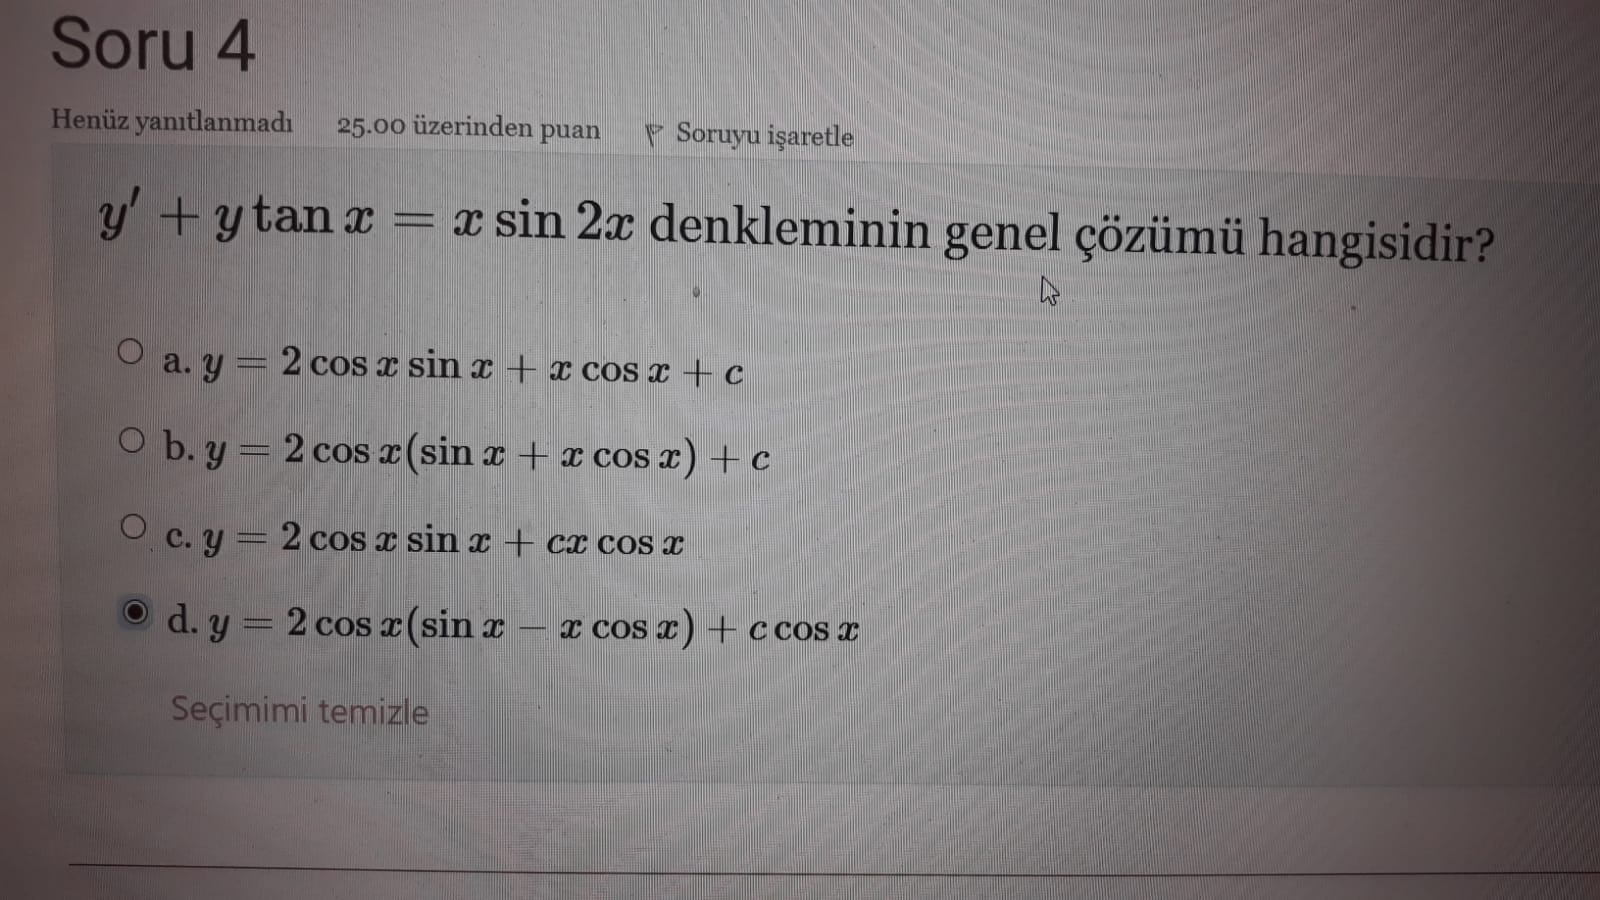 Soru 4
Henüz yanıtlanmadı 25.00 üzerinden puan Soruyu işaretle
y′ + y tan x = x sin 2x denkleminin genel çözümü hangisidir?
a. y = 2 cos x sin x + x cos x + c
b. y = 2 cos x(sin x + x cos x) + c
c. y = 2 cos x sin x + cx cos x
d. y = 2 cos x(sin x − x cos x) + c cos x
Seçimimi temizle